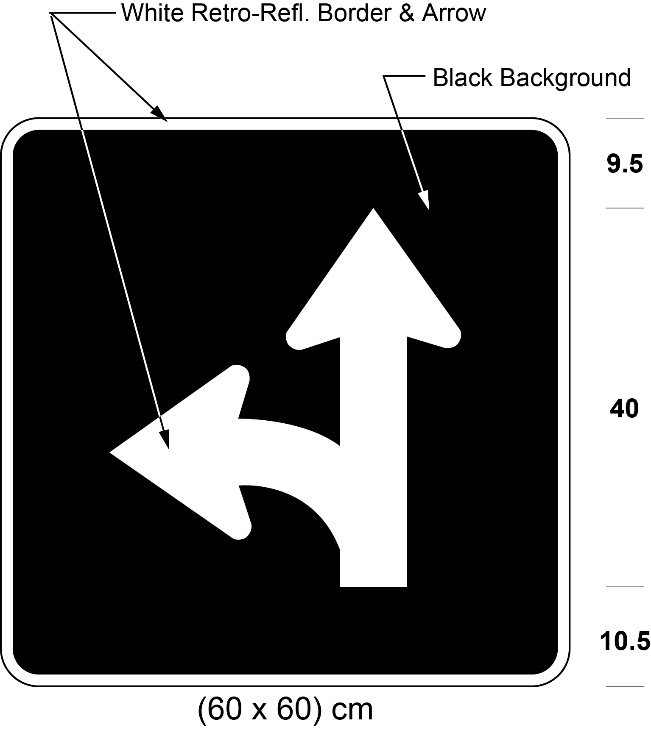 White Retro-Refl. Border & Arrow
Black Background
9.5
40
10.5
(60 x 60) cm